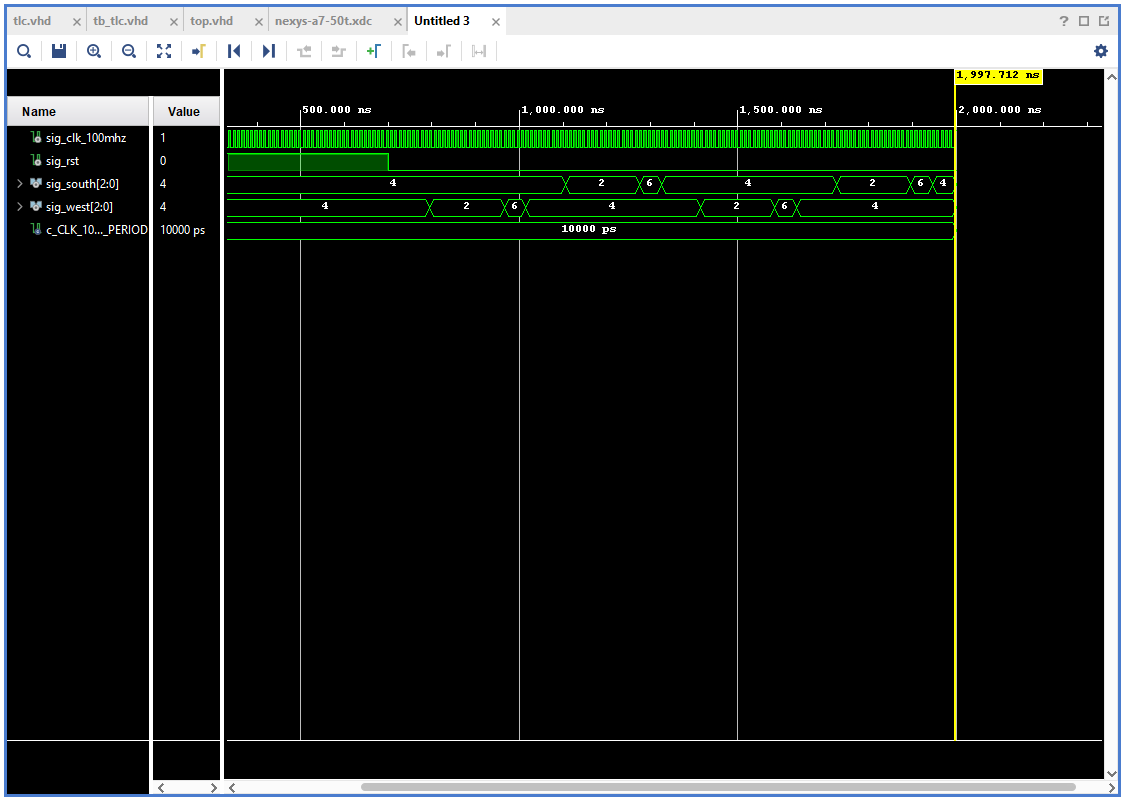 tlc.vhd tb_tlc.vhd top.vhd nexys-a7-50t.xdc Untitled 3 ?
1,997.712 ns
500.000 ns 1,000.000 ns 1,500.000 ns 2,000.000 ns
Name Value
sig_clk_100mhz 1
sig_rst 0
sig_south[2:0] 4 4 2 6 4 2 6 4
sig_west[2:0] 4 4 2 6 4 2 6 4
c_CLK_10..._PERIOD 10000 ps 10000 ps